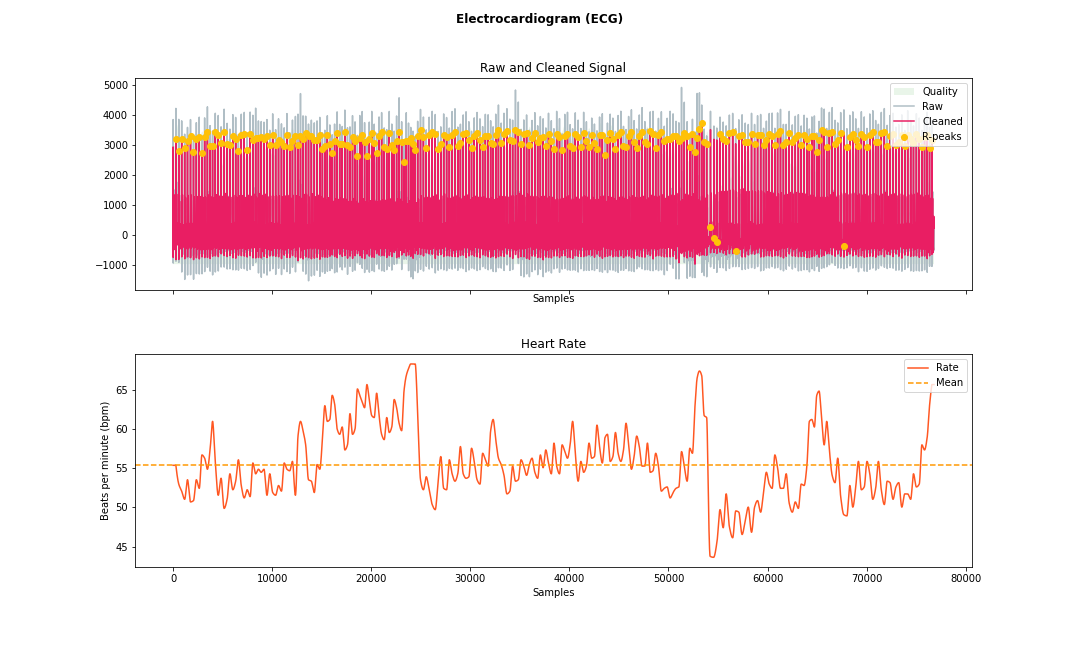 Electrocardiogram (ECG)
Raw and Cleaned Signal
5000
4000
3000
2000
1000
0
−1000
Quality
Raw
Cleaned
R-peaks
Samples
Heart Rate
Beats per minute (bpm)
65
60
55
50
45
Rate
Mean
0 10000 20000 30000 40000 50000 60000 70000 80000
Samples